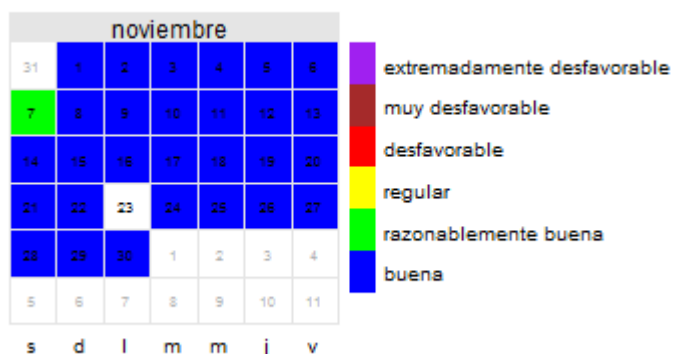 noviembre
31 1 2 3 4 5 6
7 8 9 10 11 12 13
14 15 16 17 18 19 20
21 22 23 24 25 26 27
28 29 30 1 2 3 4
5 6 7 8 9 10 11
s d l m m j v
extremadamente desfavorable
muy desfavorable
desfavorable
regular
razonablemente buena
buena